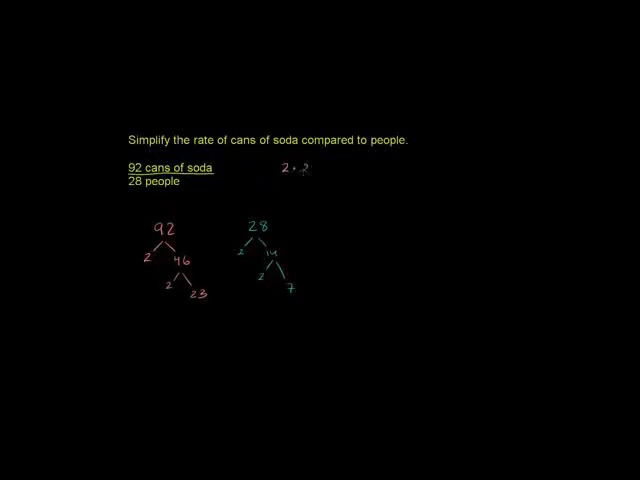 Simplify the rate of cans of soda compared to people.
92 cans of soda 2 · 2
28 people
92 28
2 46 2 14
2 23 2 7